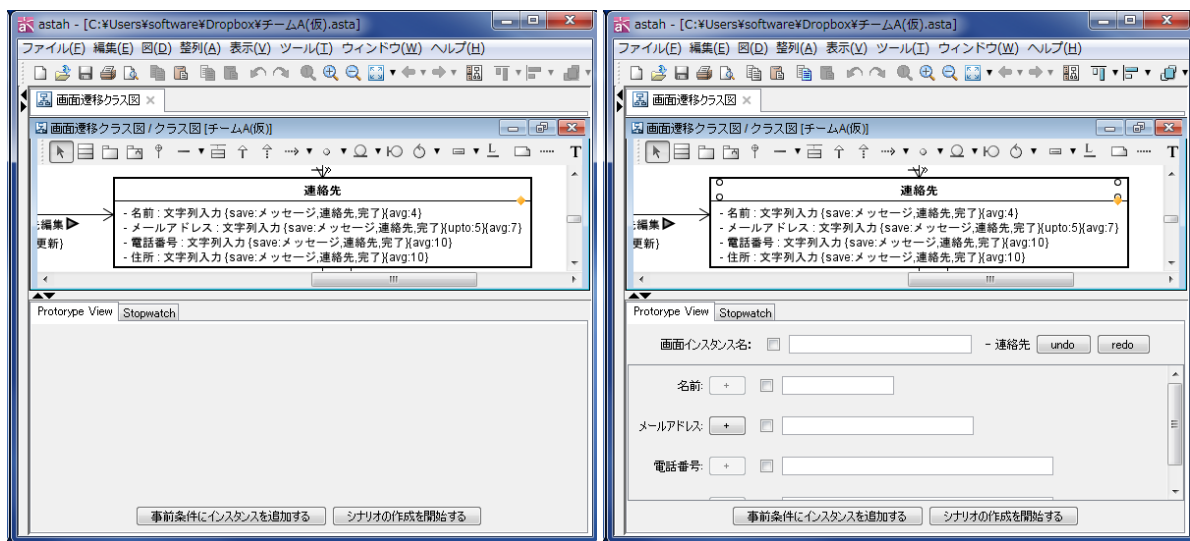 astah - [C:¥Users¥software¥Dropbox¥チームA(仮).asta]
ファイル(F) 編集(E) 図(D) 整列(A) 表示(V) ツール(T) ウィンドウ(W) ヘルプ(H)
画面遷移クラス図
画面遷移クラス図 / クラス図 [チームA(仮)]
T
連絡先
:編集▶
更新}
- 名前 : 文字列入力 {save:メッセージ,連絡先,完了}{avg:4}
- メールアドレス : 文字列入力 {save:メッセージ,連絡先,完了}{upto:5}{avg:7}
- 電話番号 : 文字列入力 {save:メッセージ,連絡先,完了}{avg:10}
- 住所 : 文字列入力 {save:メッセージ,連絡先,完了}{avg:10}
Protorype View Stopwatch
事前条件にインスタンスを追加する シナリオの作成を開始する
astah - [C:¥Users¥software¥Dropbox¥チームA(仮).asta]
ファイル(F) 編集(E) 図(D) 整列(A) 表示(V) ツール(T) ウィンドウ(W) ヘルプ(H)
画面遷移クラス図
画面遷移クラス図 / クラス図 [チームA(仮)]
T
連絡先
:編集▶
更新}
- 名前 : 文字列入力 {save:メッセージ,連絡先,完了}{avg:4}
- メールアドレス : 文字列入力 {save:メッセージ,連絡先,完了}{upto:5}{avg:7}
- 電話番号 : 文字列入力 {save:メッセージ,連絡先,完了}{avg:10}
- 住所 : 文字列入力 {save:メッセージ,連絡先,完了}{avg:10}
Protorype View Stopwatch
画面インスタンス名: - 連絡先 undo redo
名前: +
メールアドレス: +
電話番号: +
事前条件にインスタンスを追加する シナリオの作成を開始する